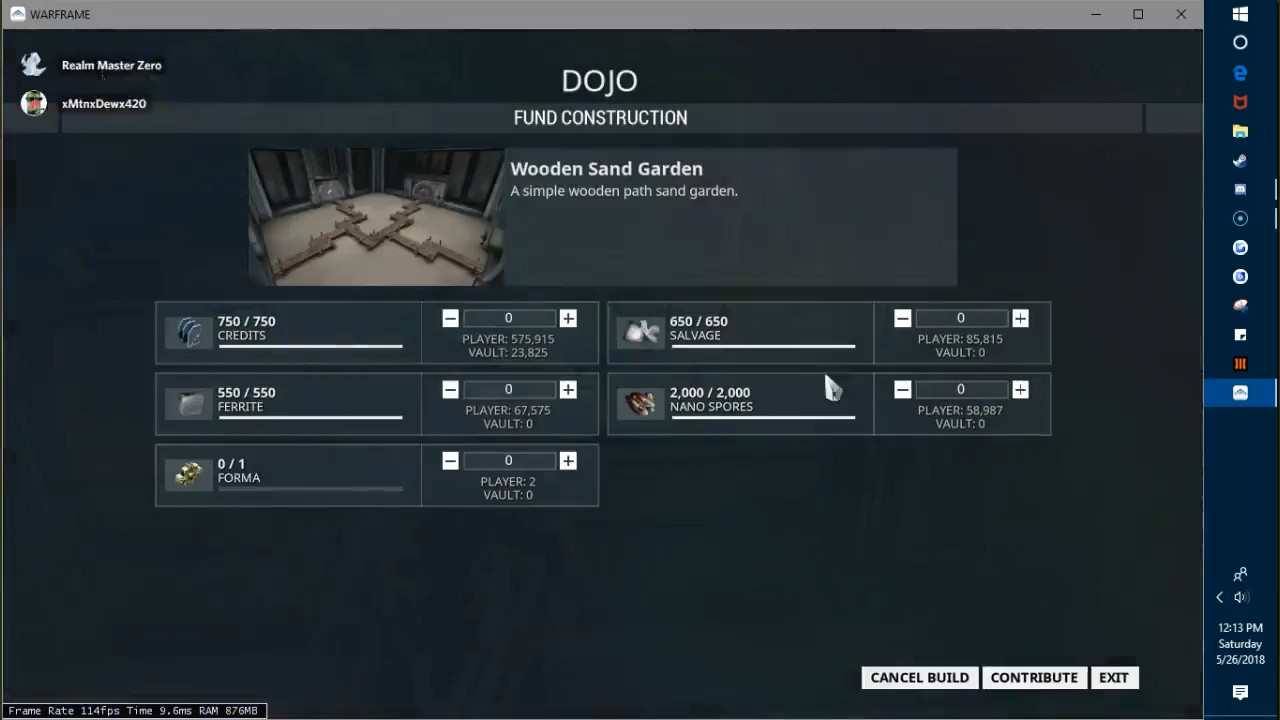 WARFRAME
Realm Master Zero
xMtnxDewx420
DOJO
FUND CONSTRUCTION
Wooden Sand Garden
A simple wooden path sand garden.
750 / 750
CREDITS
0
PLAYER: 575,915
VAULT: 23,825
650 / 650
SALVAGE
0
PLAYER: 85,815
VAULT: 0
550 / 550
FERRITE
0
PLAYER: 67,575
VAULT: 0
2,000 / 2,000
NANO SPORES
0
PLAYER: 58,987
VAULT: 0
0 / 1
FORMA
0
PLAYER: 2
VAULT: 0
CANCEL BUILD CONTRIBUTE EXIT
Frame Rate 114fps Time 9.6ms RAM 876MB
12:13 PM
Saturday
5/26/2018